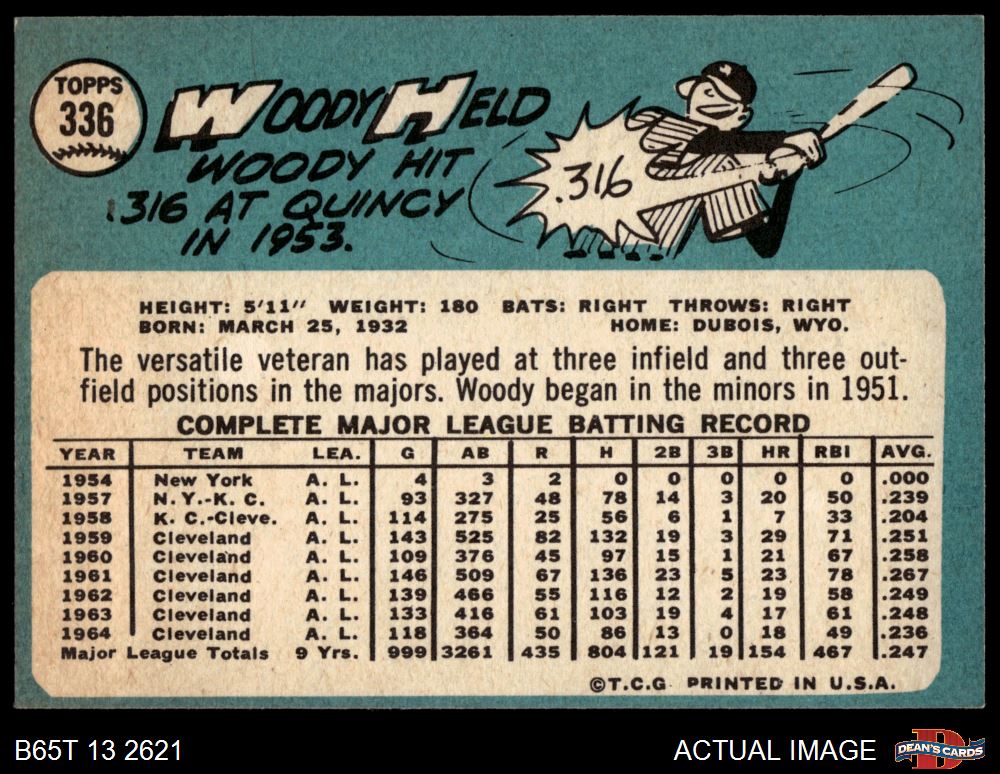 TOPPS
336
WOODY HELD
WOODY HIT
.316 AT QUINCY
IN 1953.
.316
HEIGHT: 5'11" WEIGHT: 180 BATS: RIGHT THROWS: RIGHT
BORN: MARCH 25, 1932 HOME: DUBOIS, WYO.
The versatile veteran has played at three infield and three out-
field positions in the majors. Woody began in the minors in 1951.
COMPLETE MAJOR LEAGUE BATTING RECORD
YEAR TEAM LEA. G AB R H 2B 3B HR RBI AVG.
1954 New York A. L. 4 3 2 0 0 0 0 0 .000
1957 N. Y.-K. C. A. L. 93 327 48 78 14 3 20 50 .239
1958 K. C.-Cleve. A. L. 114 275 25 56 6 1 7 33 .204
1959 Cleveland A. L. 143 525 82 132 19 3 29 71 .251
1960 Cleveland A. L. 109 376 45 97 15 1 21 67 .258
1961 Cleveland A. L. 146 509 67 136 23 5 23 78 .267
1962 Cleveland A. L. 139 466 55 116 12 2 19 58 .249
1963 Cleveland A. L. 133 416 61 103 19 4 17 61 .248
1964 Cleveland A. L. 118 364 50 86 13 0 18 49 .236
Major League Totals 9 Yrs. 999 3261 435 804 121 19 154 467 .247
©T.C.G. PRINTED IN U.S.A.
B65T 13 2621 ACTUAL IMAGE DEAN'S CARDS